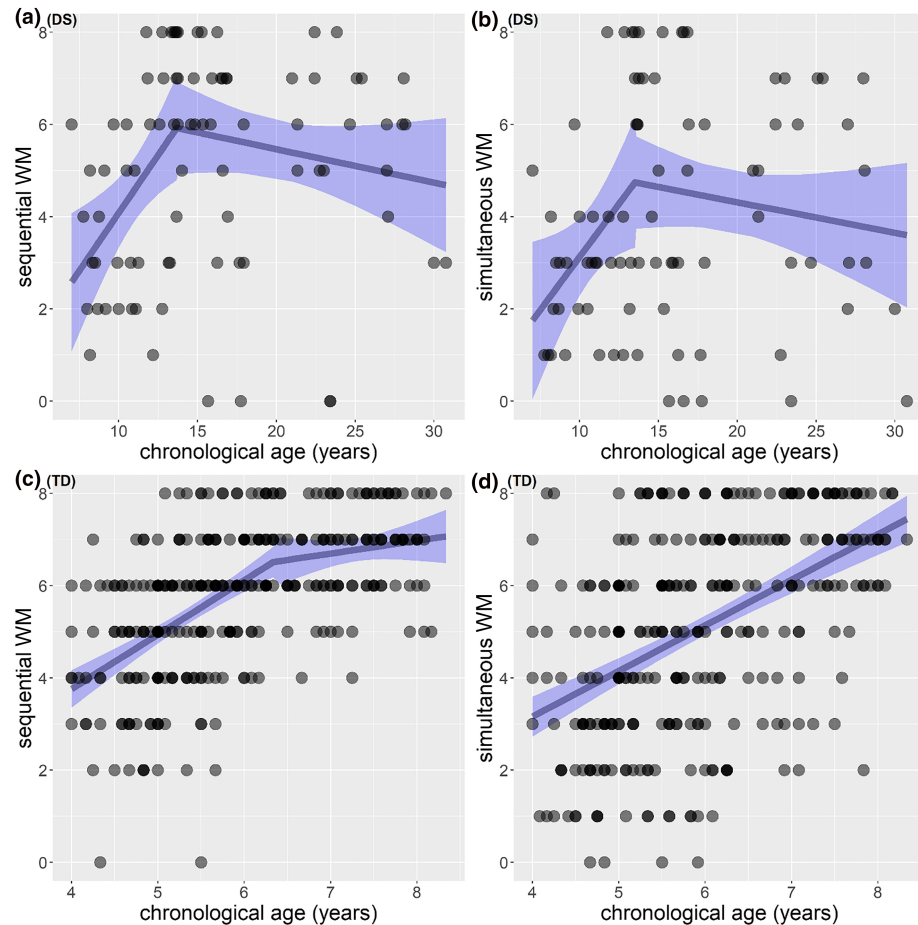 (a) (DS)
sequential WM
8
6
4
2
0
10 15 20 25 30
chronological age (years)
(b) (DS)
simultaneous WM
8
6
4
2
0
10 15 20 25 30
chronological age (years)
(c) (TD)
sequential WM
8
6
4
2
0
4 5 6 7 8
chronological age (years)
(d) (TD)
simultaneous WM
8
6
4
2
0
4 5 6 7 8
chronological age (years)